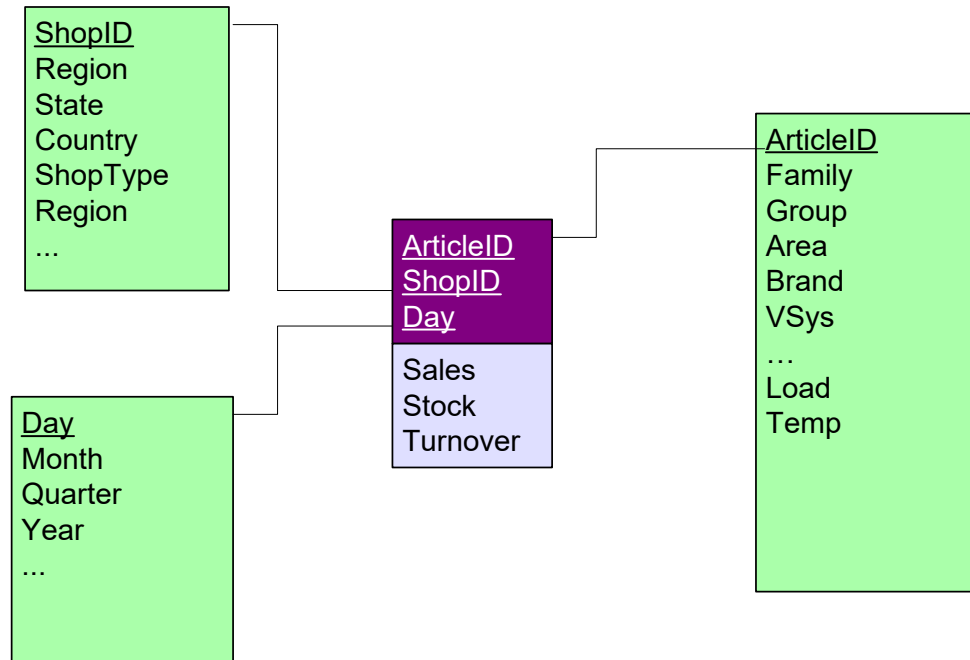 ShopID
Region
State
Country
ShopType
Region
...
ArticleID
ShopID
Day
Sales
Stock
Turnover
Day
Month
Quarter
Year
...
ArticleID
Family
Group
Area
Brand
VSys
...
Load
Temp